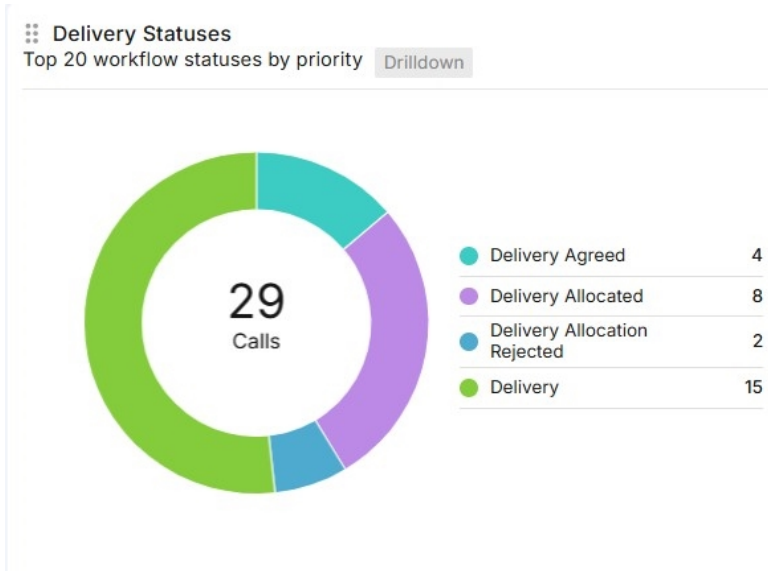 Delivery Statuses
Top 20 workflow statuses by priority Drilldown
29
Calls
Delivery Agreed 4
Delivery Allocated 8
Delivery Allocation
Rejected 2
Delivery 15